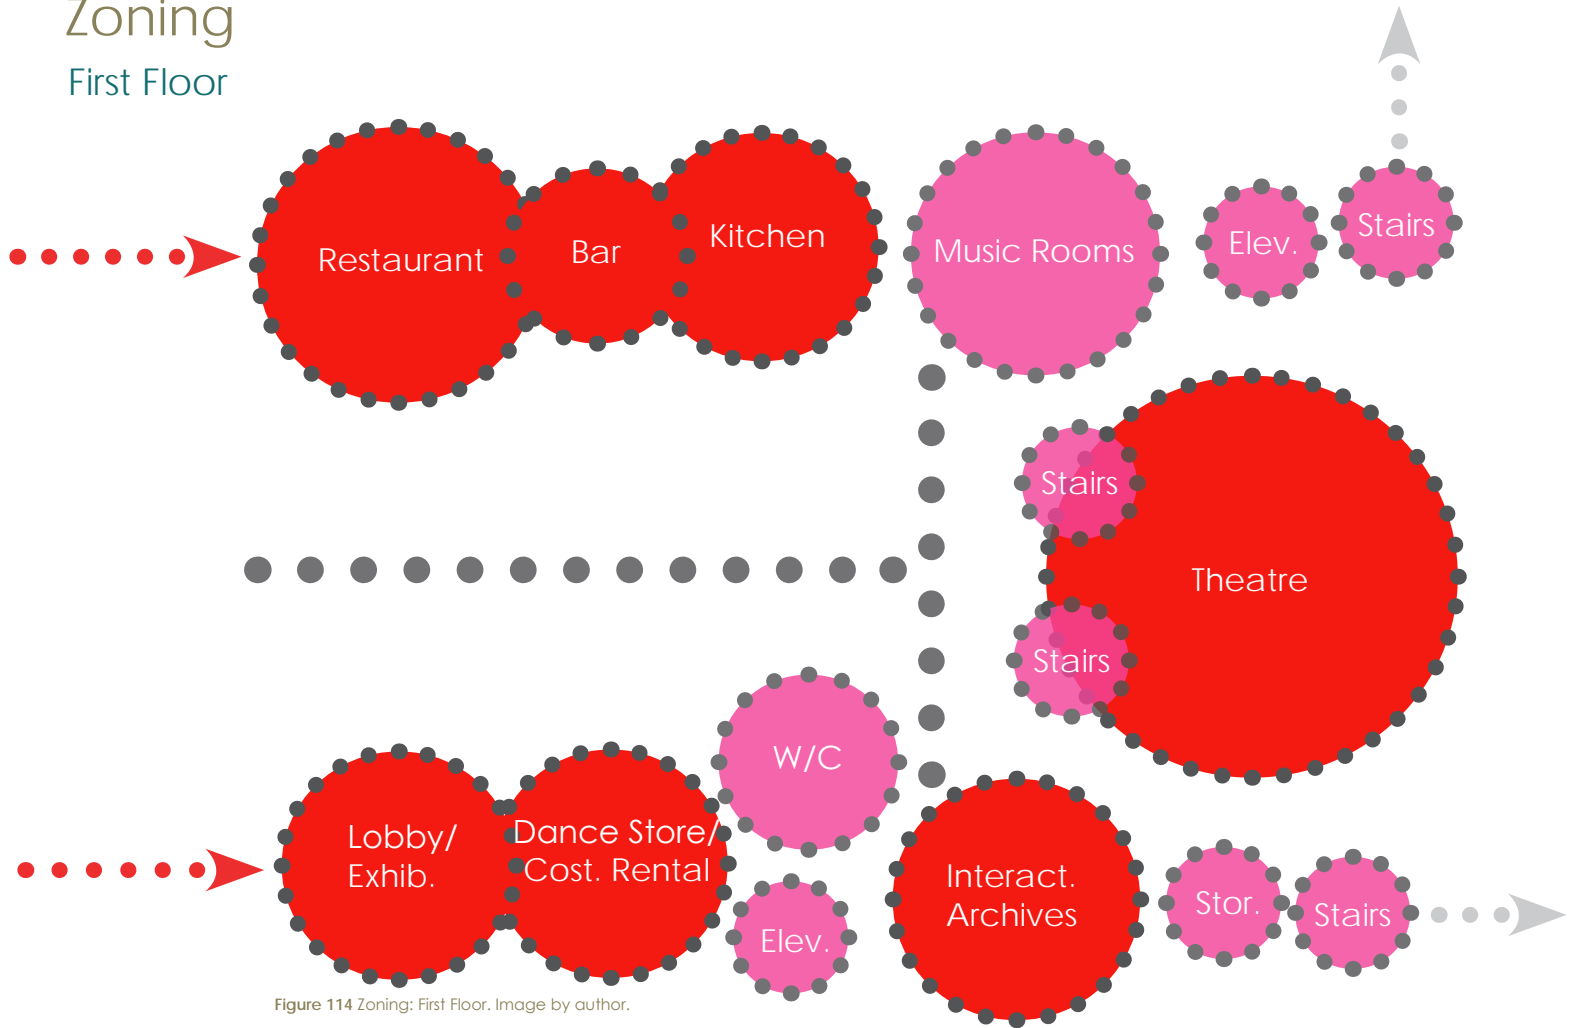 Zoning
First Floor
Restaurant
Bar
Kitchen
Music Rooms
Elev.
Stairs
Stairs
Theatre
Stairs
W/C
Lobby/
Exhib.
Dance Store/
Cost. Rental
Elev.
Interact.
Archives
Stor.
Stairs
Figure 114 Zoning: First Floor. Image by author.